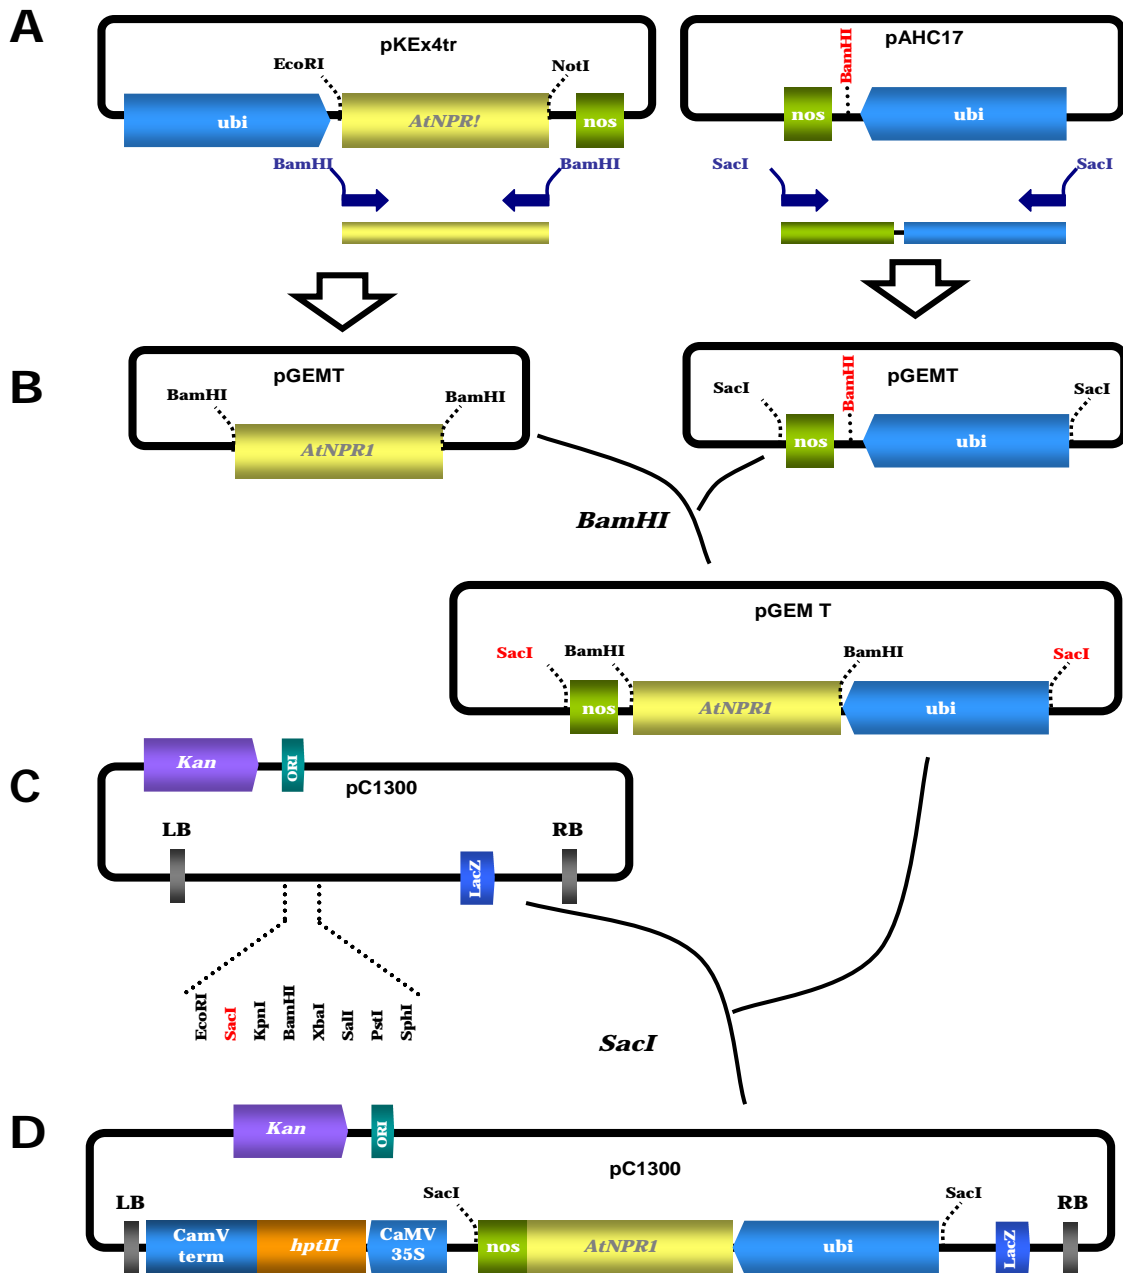 A
pKEx4tr
EcoRI
NotI
ubi
AtNPR!
nos
BamHI
BamHI
pAHC17
BamHI
nos
ubi
SacI
SacI
B
pGEMT
BamHI
BamHI
AtNPR1
pGEMT
SacI
BamHI
SacI
nos
ubi
BamHI
pGEM T
SacI
BamHI
BamHI
SacI
nos
AtNPR1
ubi
C
Kan
ORI
pC1300
LB
RB
LacZ
EcoRI
SacI
KpnI
BamHI
XbaI
SalI
PstI
SphI
SacI
D
Kan
ORI
pC1300
LB
SacI
SacI
RB
CamV
term
hptII
CaMV
35S
nos
AtNPR1
ubi
LacZ